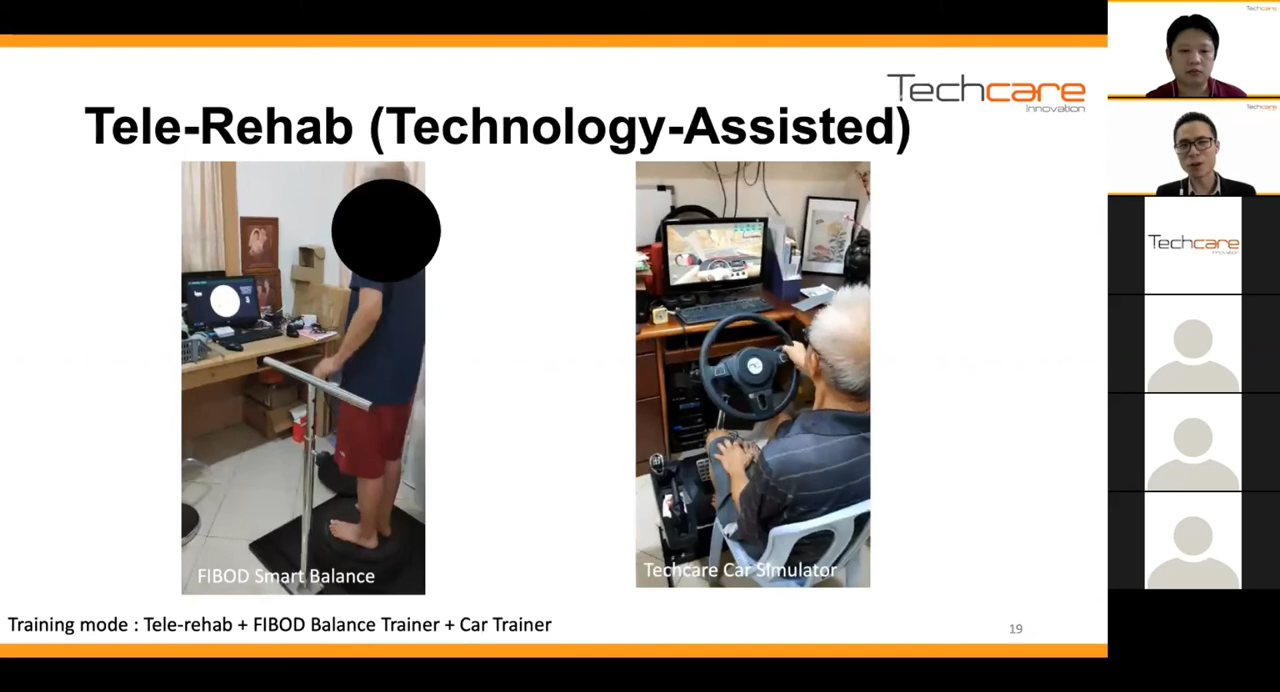 Techcare
Innovation
Tele-Rehab (Technology-Assisted)
FIBOD Smart Balance
Techcare Car Simulator
Training mode : Tele-rehab + FIBOD Balance Trainer + Car Trainer
19
Techcare
Techcare
Techcare
Innovation